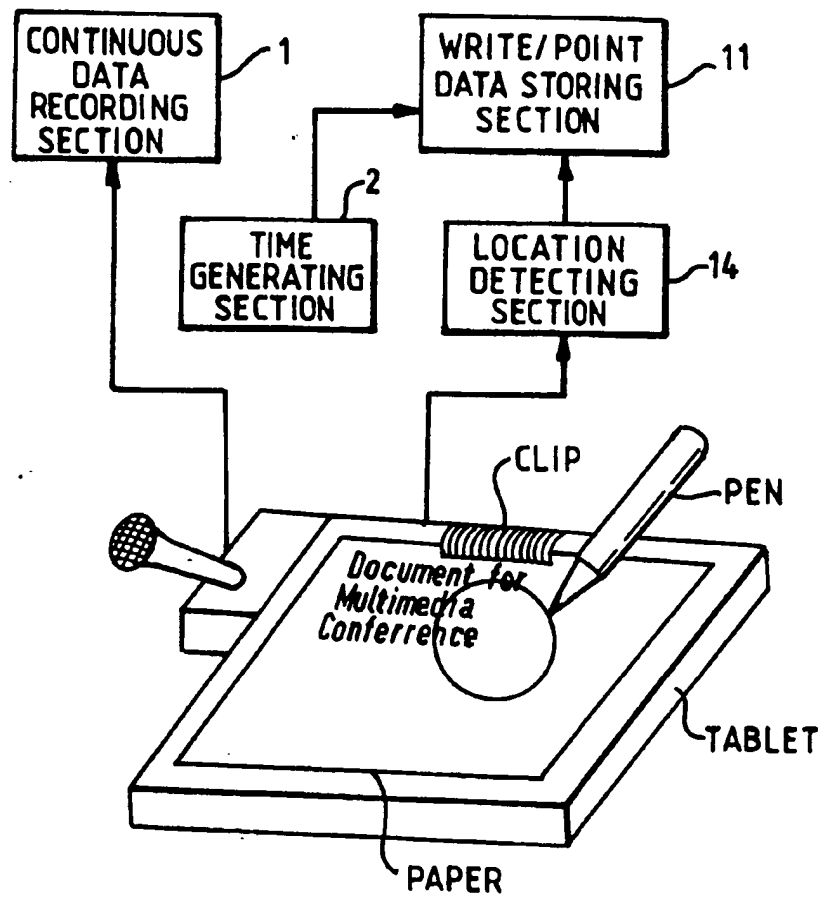 CONTINUOUS
DATA
RECORDING
SECTION
1
WRITE/POINT
DATA STORING
SECTION
11
2
TIME
GENERATING
SECTION
LOCATION
DETECTING
SECTION
14
CLIP
PEN
Document for
Multimedia
Conferrence
TABLET
PAPER